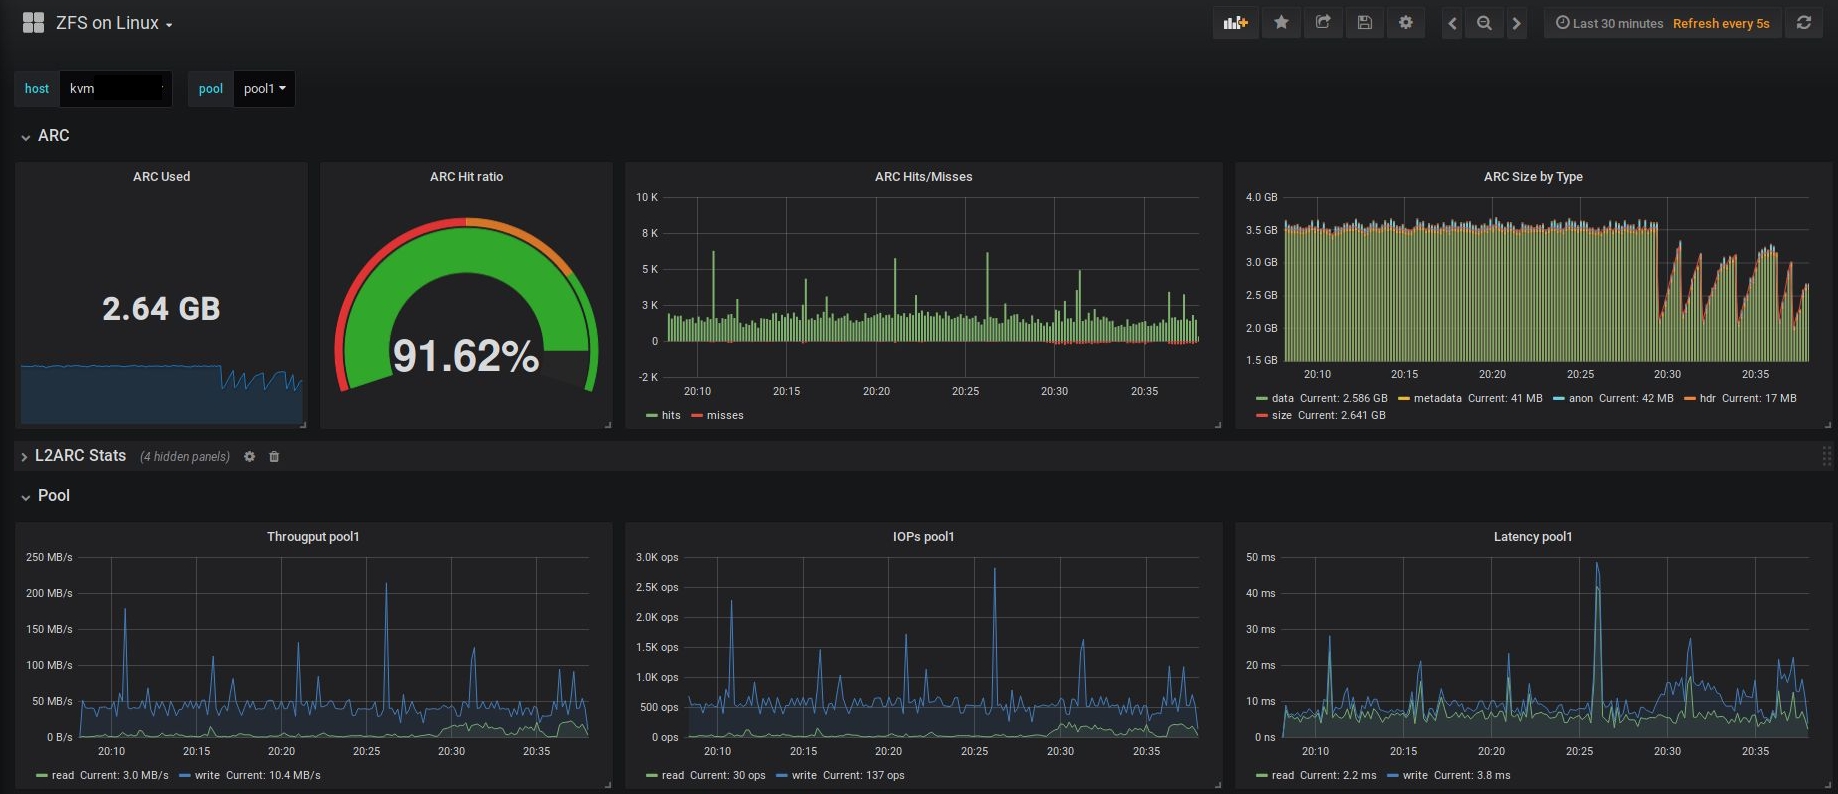 ZFS on Linux
Last 30 minutes Refresh every 5s
host kvm pool pool1
ARC
ARC Used
2.64 GB
ARC Hit ratio
91.62%
ARC Hits/Misses
10 K
8 K
5 K
3 K
0
-2 K
20:10 20:15 20:20 20:25 20:30 20:35
hits misses
ARC Size by Type
4.0 GB
3.5 GB
3.0 GB
2.5 GB
2.0 GB
1.5 GB
20:10 20:15 20:20 20:25 20:30 20:35
data Current: 2.586 GB metadata Current: 41 MB anon Current: 42 MB hdr Current: 17 MB
size Current: 2.641 GB
L2ARC Stats (4 hidden panels)
Pool
Througput pool1
250 MB/s
200 MB/s
150 MB/s
100 MB/s
50 MB/s
0 B/s
20:10 20:15 20:20 20:25 20:30 20:35
read Current: 3.0 MB/s write Current: 10.4 MB/s
IOPs pool1
3.0K ops
2.5K ops
2.0K ops
1.5K ops
1.0K ops
500 ops
0 ops
20:10 20:15 20:20 20:25 20:30 20:35
read Current: 30 ops write Current: 137 ops
Latency pool1
50 ms
40 ms
30 ms
20 ms
10 ms
0 ns
20:10 20:15 20:20 20:25 20:30 20:35
read Current: 2.2 ms write Current: 3.8 ms